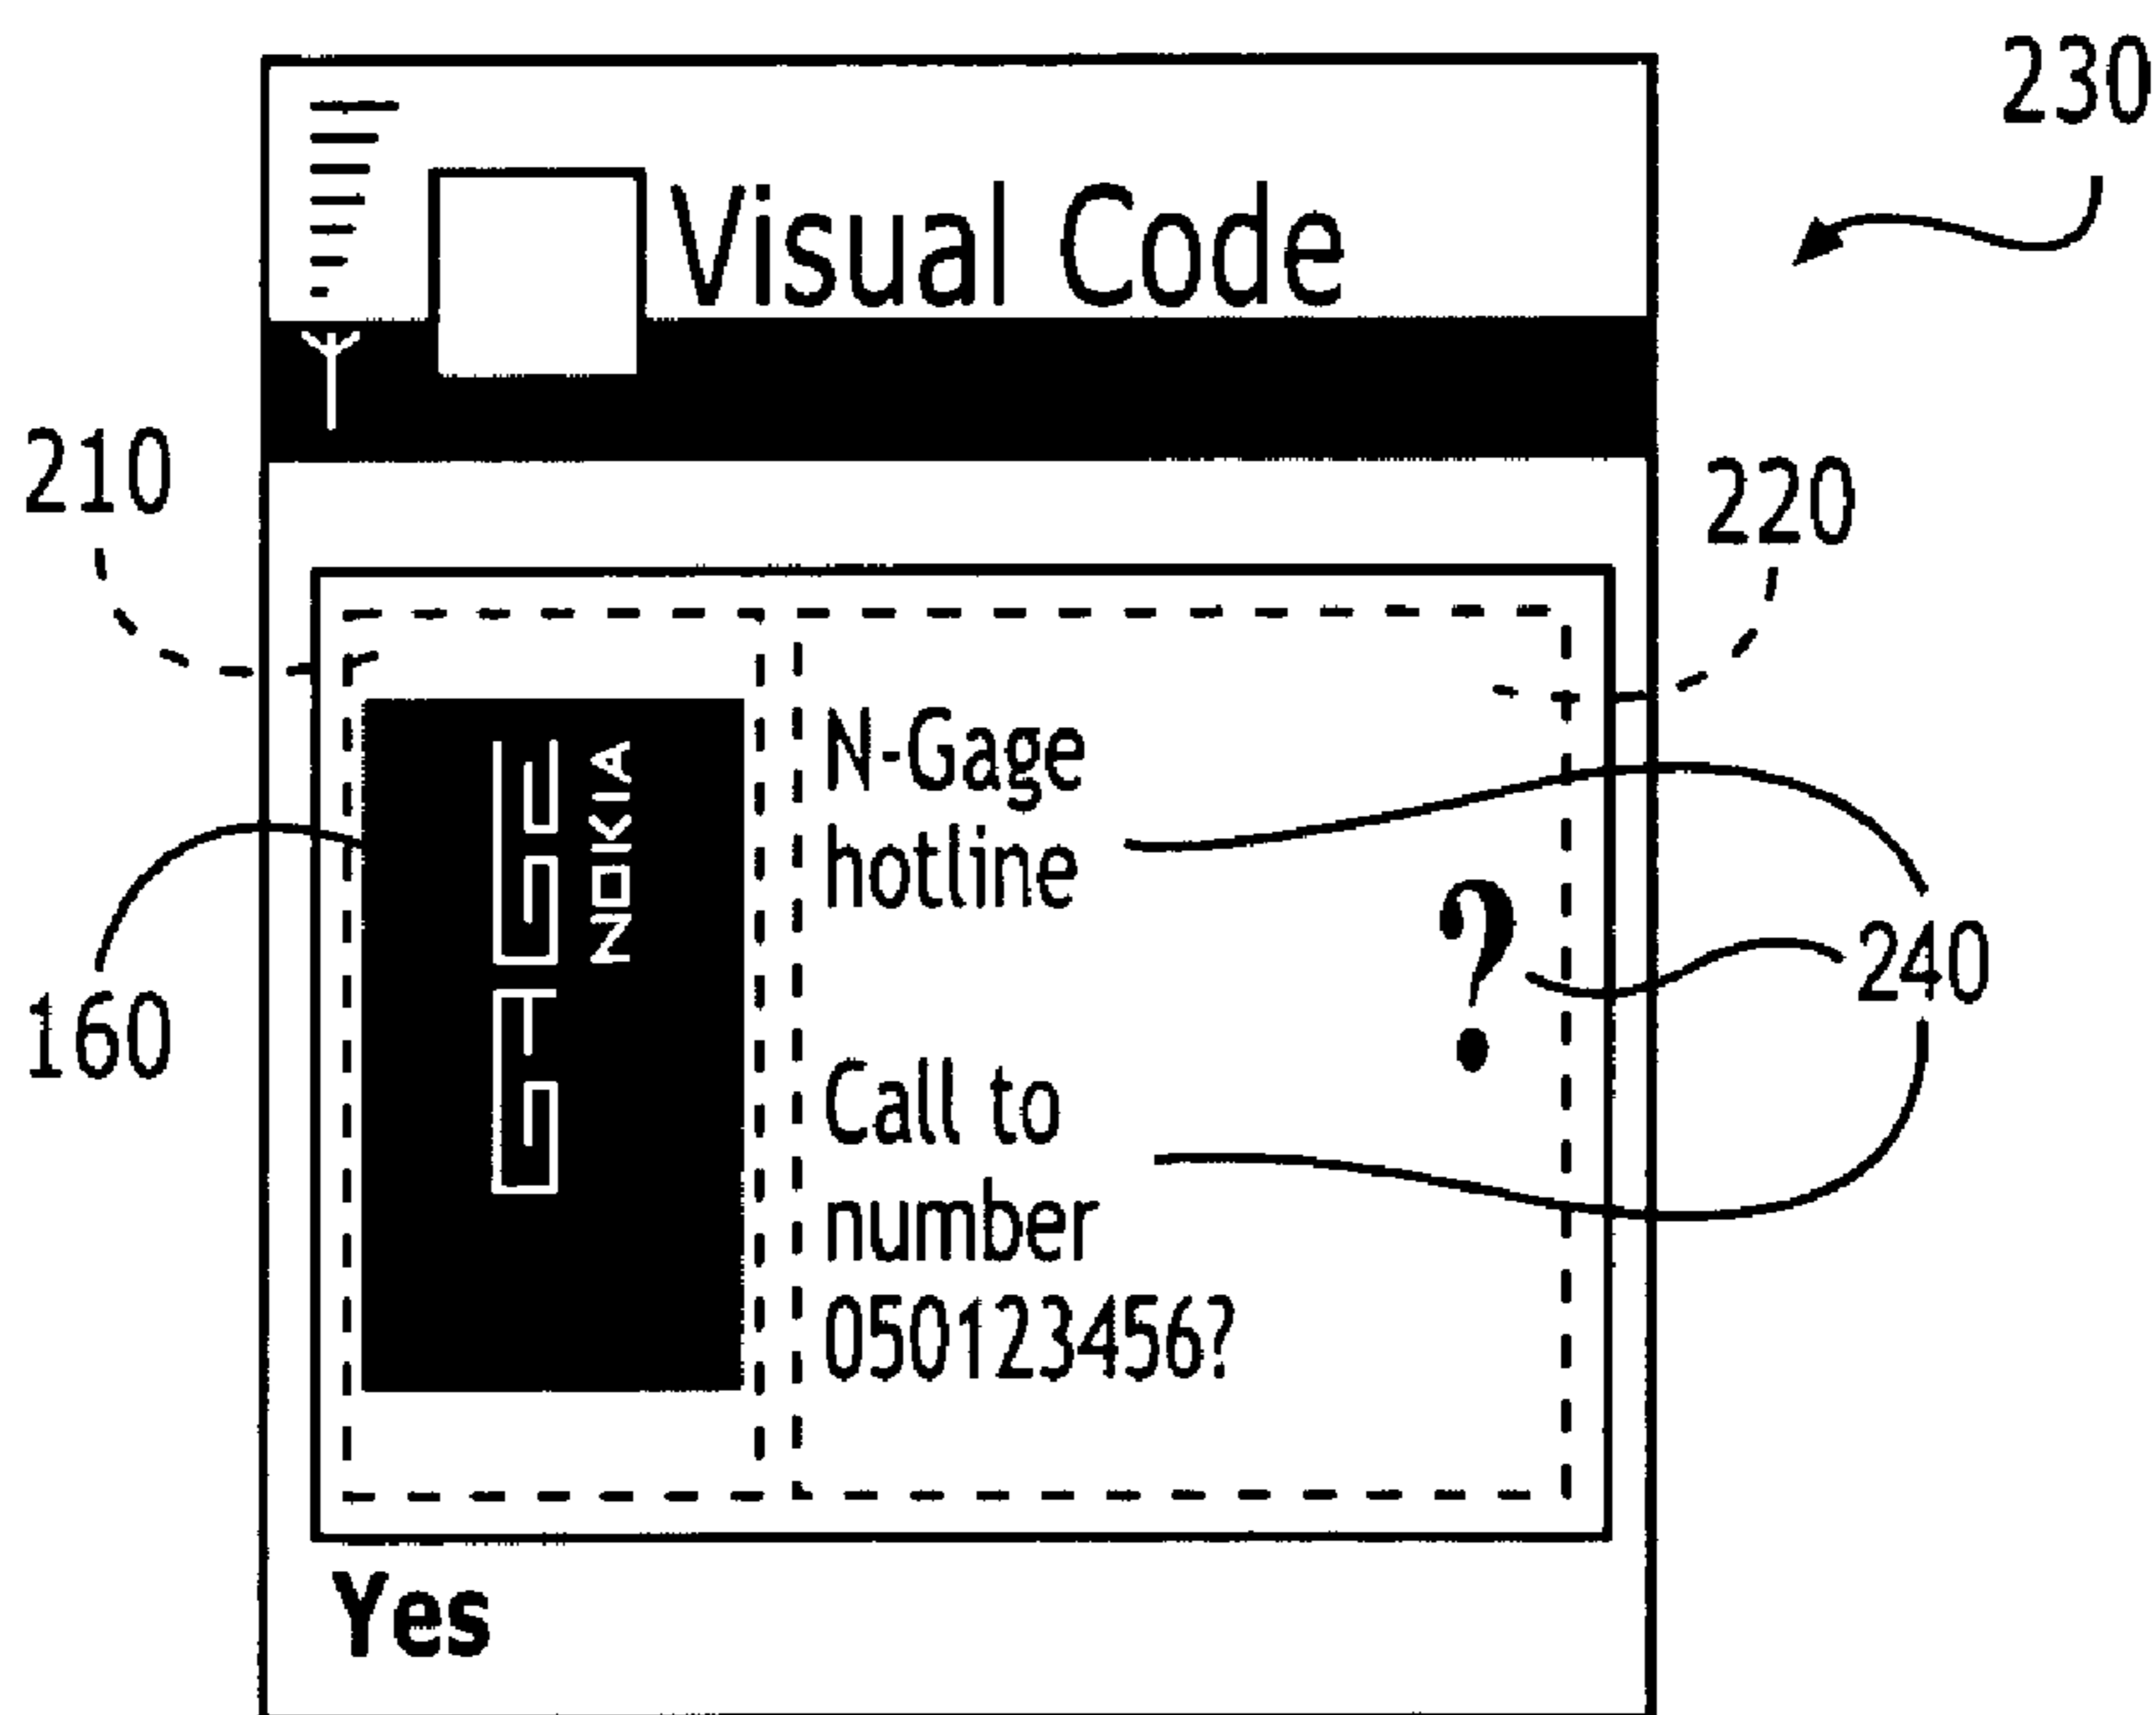 230
Visual Code
210
220
N-Gage
hotline
NOKIA
?
240
160
Call to
number
050123456?
Yes